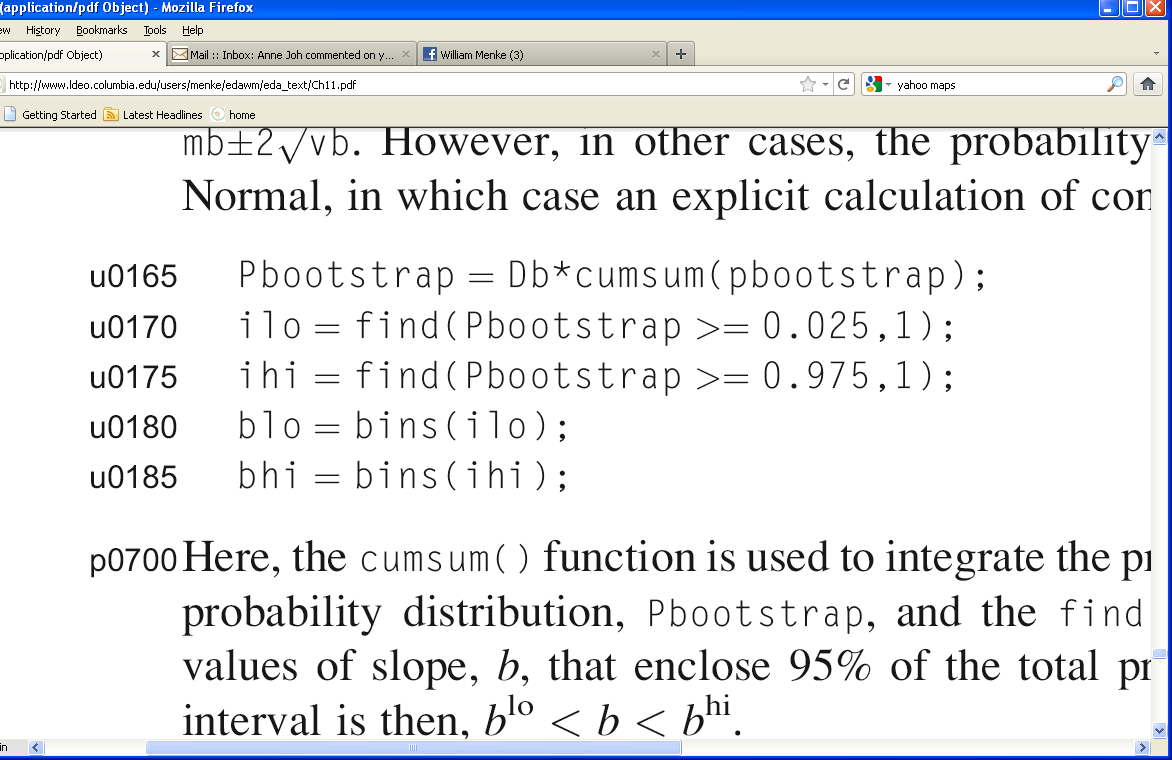 (application/pdf Object) - Mozilla Firefox
ew History Bookmarks Tools Help
pplication/pdf Object) Mail :: Inbox: Anne Joh commented on y... William Menke (3)
http://www.ldeo.columbia.edu/users/menke/edawm/eda_text/Ch11.pdf yahoo maps
Getting Started Latest Headlines home
mb±2√vb. However, in other cases, the probability
Normal, in which case an explicit calculation of con
u0165 Pbootstrap = Db*cumsum(pbootstrap);
u0170 ilo = find(Pbootstrap >= 0.025,1);
u0175 ihi = find(Pbootstrap >= 0.975,1);
u0180 blo = bins(ilo);
u0185 bhi = bins(ihi);
p0700 Here, the cumsum() function is used to integrate the pr
probability distribution, Pbootstrap, and the find
values of slope, b, that enclose 95% of the total pr
interval is then, b^lo < b < b^hi.
in